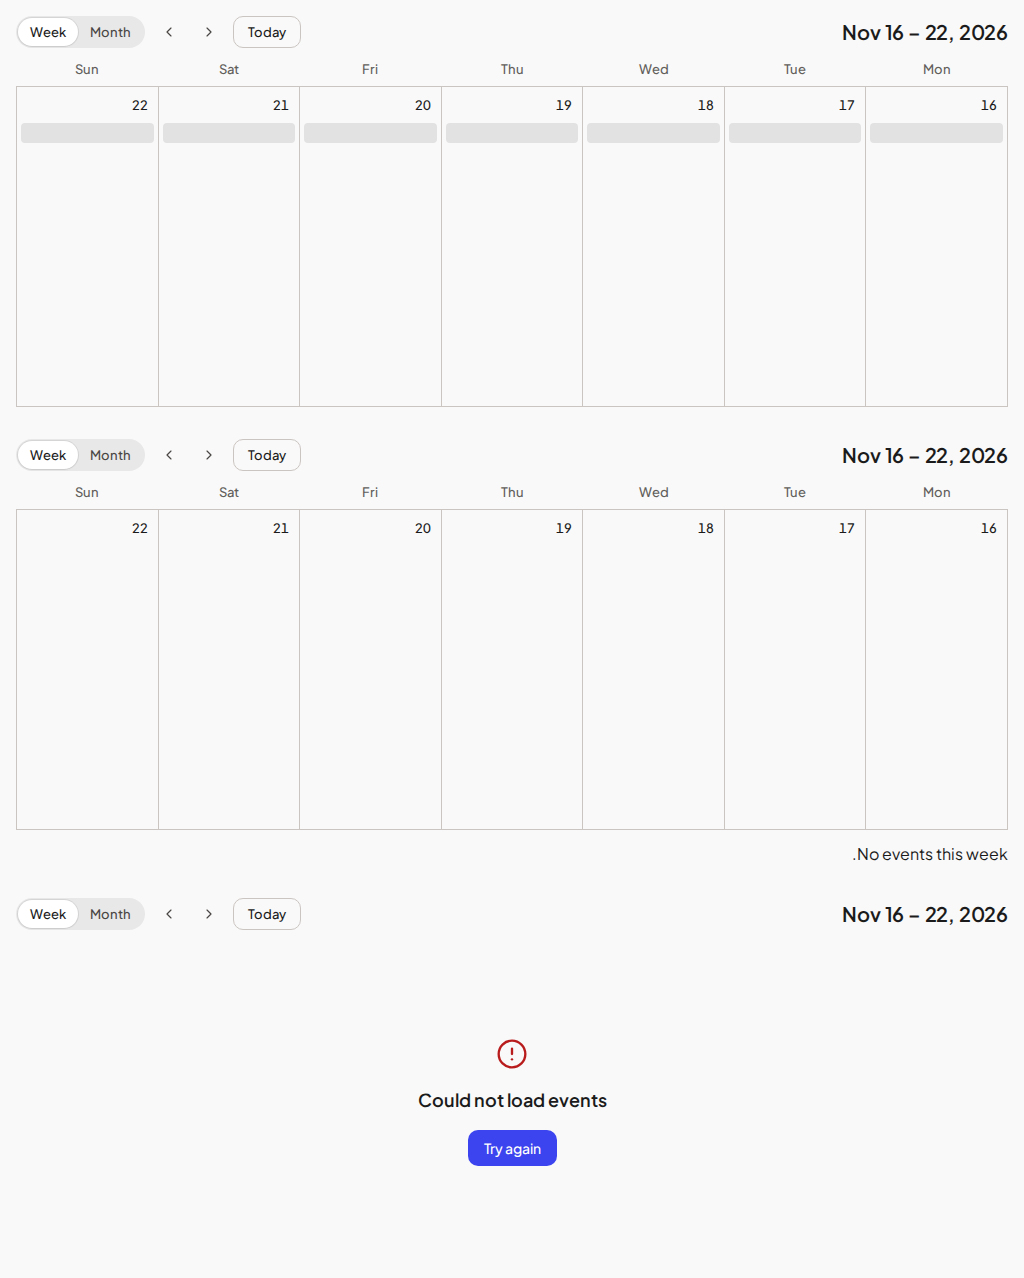 Week Month Today Nov 16 – 22, 2026
Sun Sat Fri Thu Wed Tue Mon
22 21 20 19 18 17 16
Week Month Today Nov 16 – 22, 2026
Sun Sat Fri Thu Wed Tue Mon
22 21 20 19 18 17 16
.No events this week
Week Month Today Nov 16 – 22, 2026
Could not load events
Try again